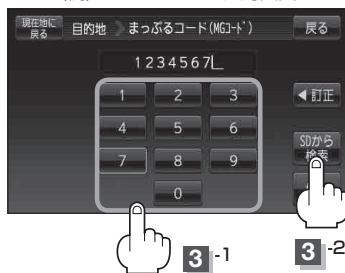 現在地に
戻る
目的地
まっぷるコード(MGコード)
戻る
1234567
1 2 3
◀訂正
4 5 6
SDから
検索
7 8 9
0
3-1
3-2